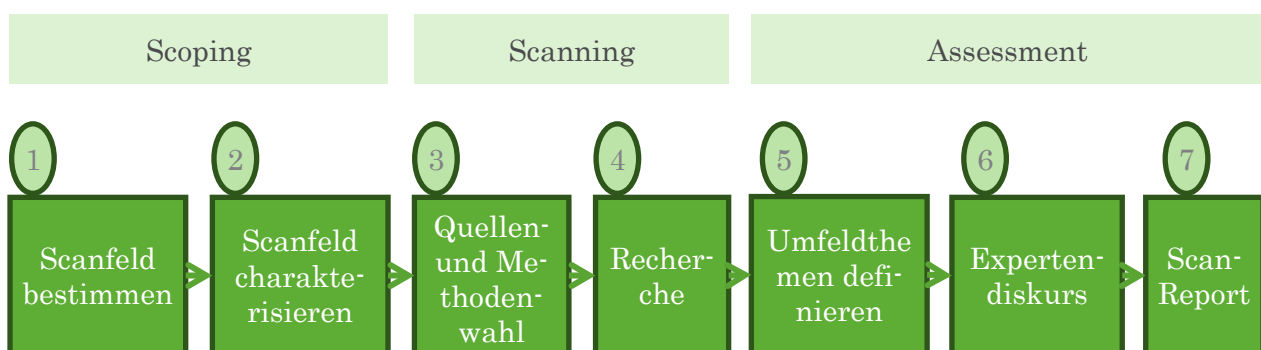 Scoping
Scanning
Assessment
1
2
3
4
5
6
7
Scanfeld
bestimmen
Scanfeld
charakte-
risieren
Quellen-
und Me-
thoden-
wahl
Recher-
che
Umfeldthe
men defi-
nieren
Experten-
diskurs
Scan-
Report